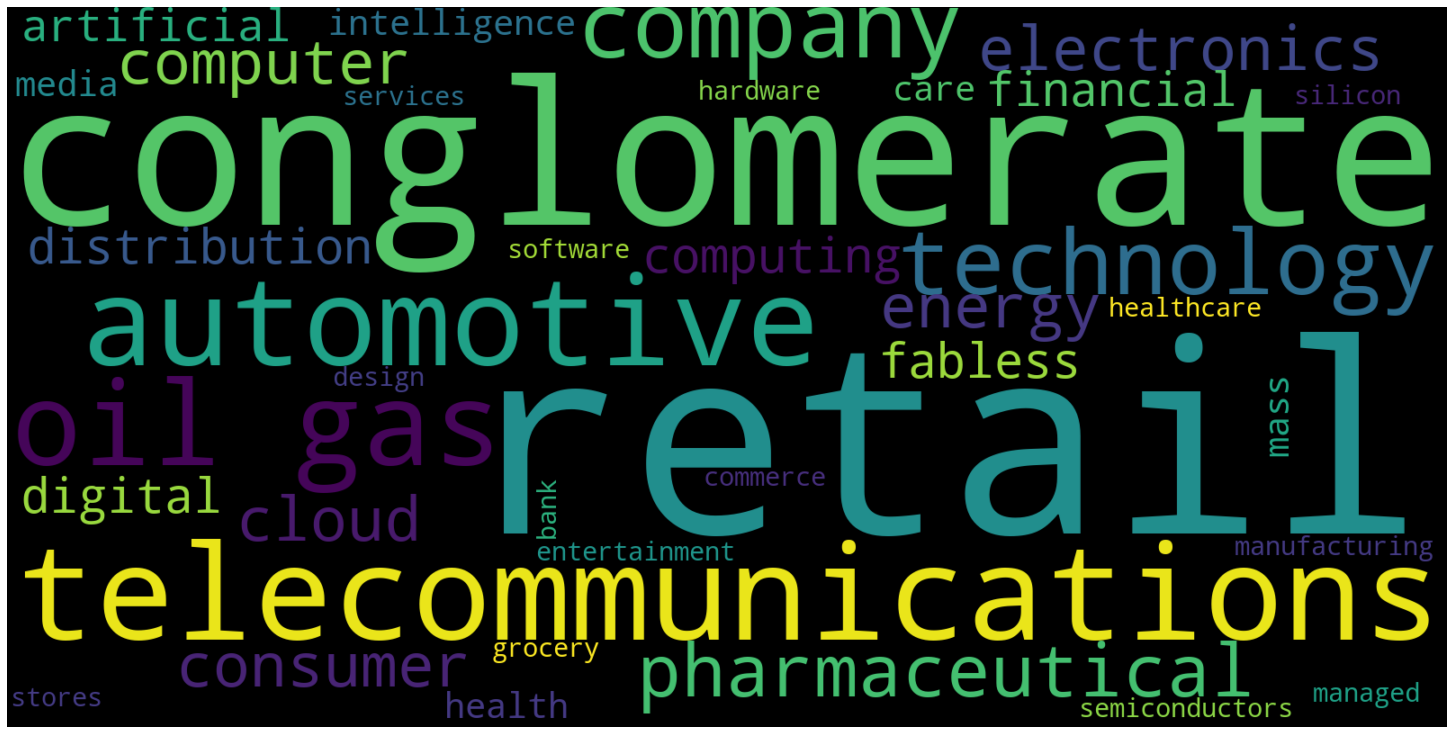 artificial
intelligence
company
electronics
computer
media
services
hardware
care
financial
silicon
conglomerate
distribution
software
computing
technology
automotive
energy
healthcare
fabless
design
oil gas
retail
mass
digital
cloud
commerce
bank
entertainment
manufacturing
telecommunications
grocery
consumer
pharmaceutical
stores
health
semiconductors
managed